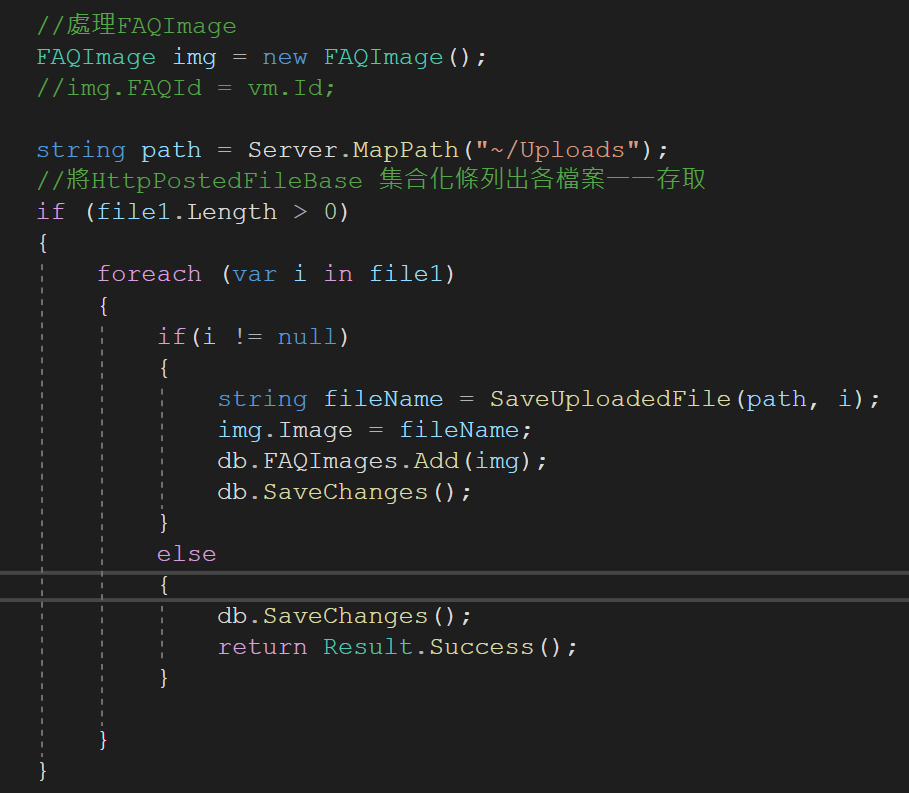 //處理FAQImage
FAQImage img = new FAQImage();
//img.FAQId = vm.Id;
string path = Server.MapPath("~/Uploads");
//將HttpPostedFileBase 集合化條列出各檔案一一存取
if (file1.Length > 0)
{
foreach (var i in file1)
{
if(i != null)
{
string fileName = SaveUploadedFile(path, i);
img.Image = fileName;
db.FAQImages.Add(img);
db.SaveChanges();
}
else
{
db.SaveChanges();
return Result.Success();
}
}
}